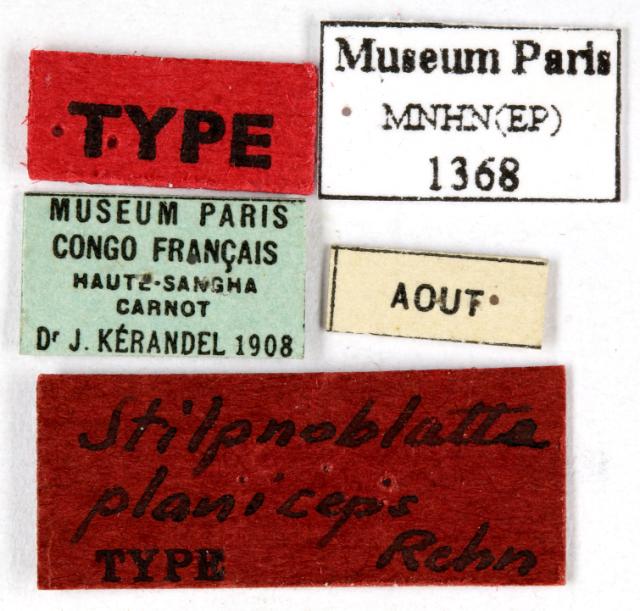 TYPE
Museum Paris
MNHN(EP)
1368
MUSEUM PARIS
CONGO FRANÇAIS
HAUTE-SANGHA
CARNOT
Dr J. KÉRANDEL 1908
AOUT
Stilpnoblatta
planiceps
TYPE Rehn